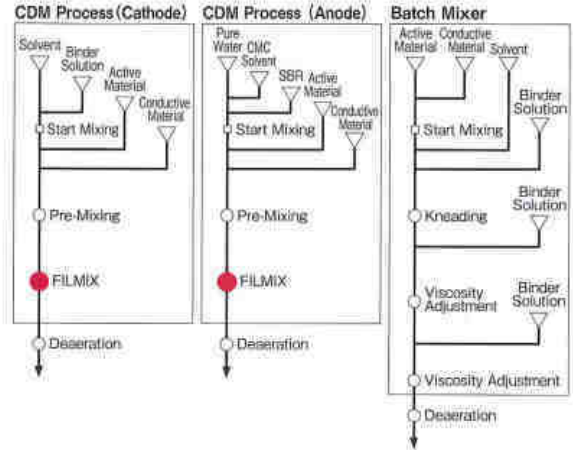 CDM Process (Cathode)
Solvent
Binder
Solution
Active
Material
Conductive
Material
Start Mixing
Pre-Mixing
FILMIX
Deaeration
CDM Process (Anode)
Pure
Water
CMC
Solvent
SBR
Active
Material
Conductive
Material
Start Mixing
Pre-Mixing
FILMIX
Deaeration
Batch Mixer
Active
Material
Conductive
Material
Solvent
Binder
Solution
Start Mixing
Binder
Solution
Kneading
Binder
Solution
Viscosity
Adjustment
Viscosity Adjustment
Deaeration